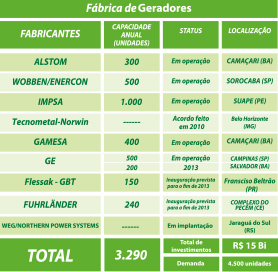 Fábrica de Geradores
FABRICANTES
CAPACIDADE
ANUAL
(UNIDADES)
STATUS
LOCALIZAÇÃO
ALSTOM
300
Em operação
CAMAÇARI (BA)
WOBBEN/ENERCON
500
Em operação
SOROCABA (SP)
IMPSA
1.000
Em operação
SUAPE (PE)
Tecnometal-Norwin
------
Acordo feito
em 2010
Belo Horizonte
(MG)
GAMESA
400
Em operação
CAMAÇARI (BA)
GE
500
200
Em operação
2013
CAMPINAS (SP)
SALVADOR (BA)
Flessak - GBT
150
Inauguração prevista
para o fim de 2013
Fransciso Beltrão
(PR)
FUHRLÄNDER
240
Inauguração prevista
para o fim de 2013
COMPLEXO DO
PECÉM (CE)
WEG/NORTHERN POWER SYSTEMS
------
Em implantação
Jaraguá do Sul
(RS)
TOTAL
3.290
Total de
investimentos
R$ 15 Bi
Demanda
4.500 unidades